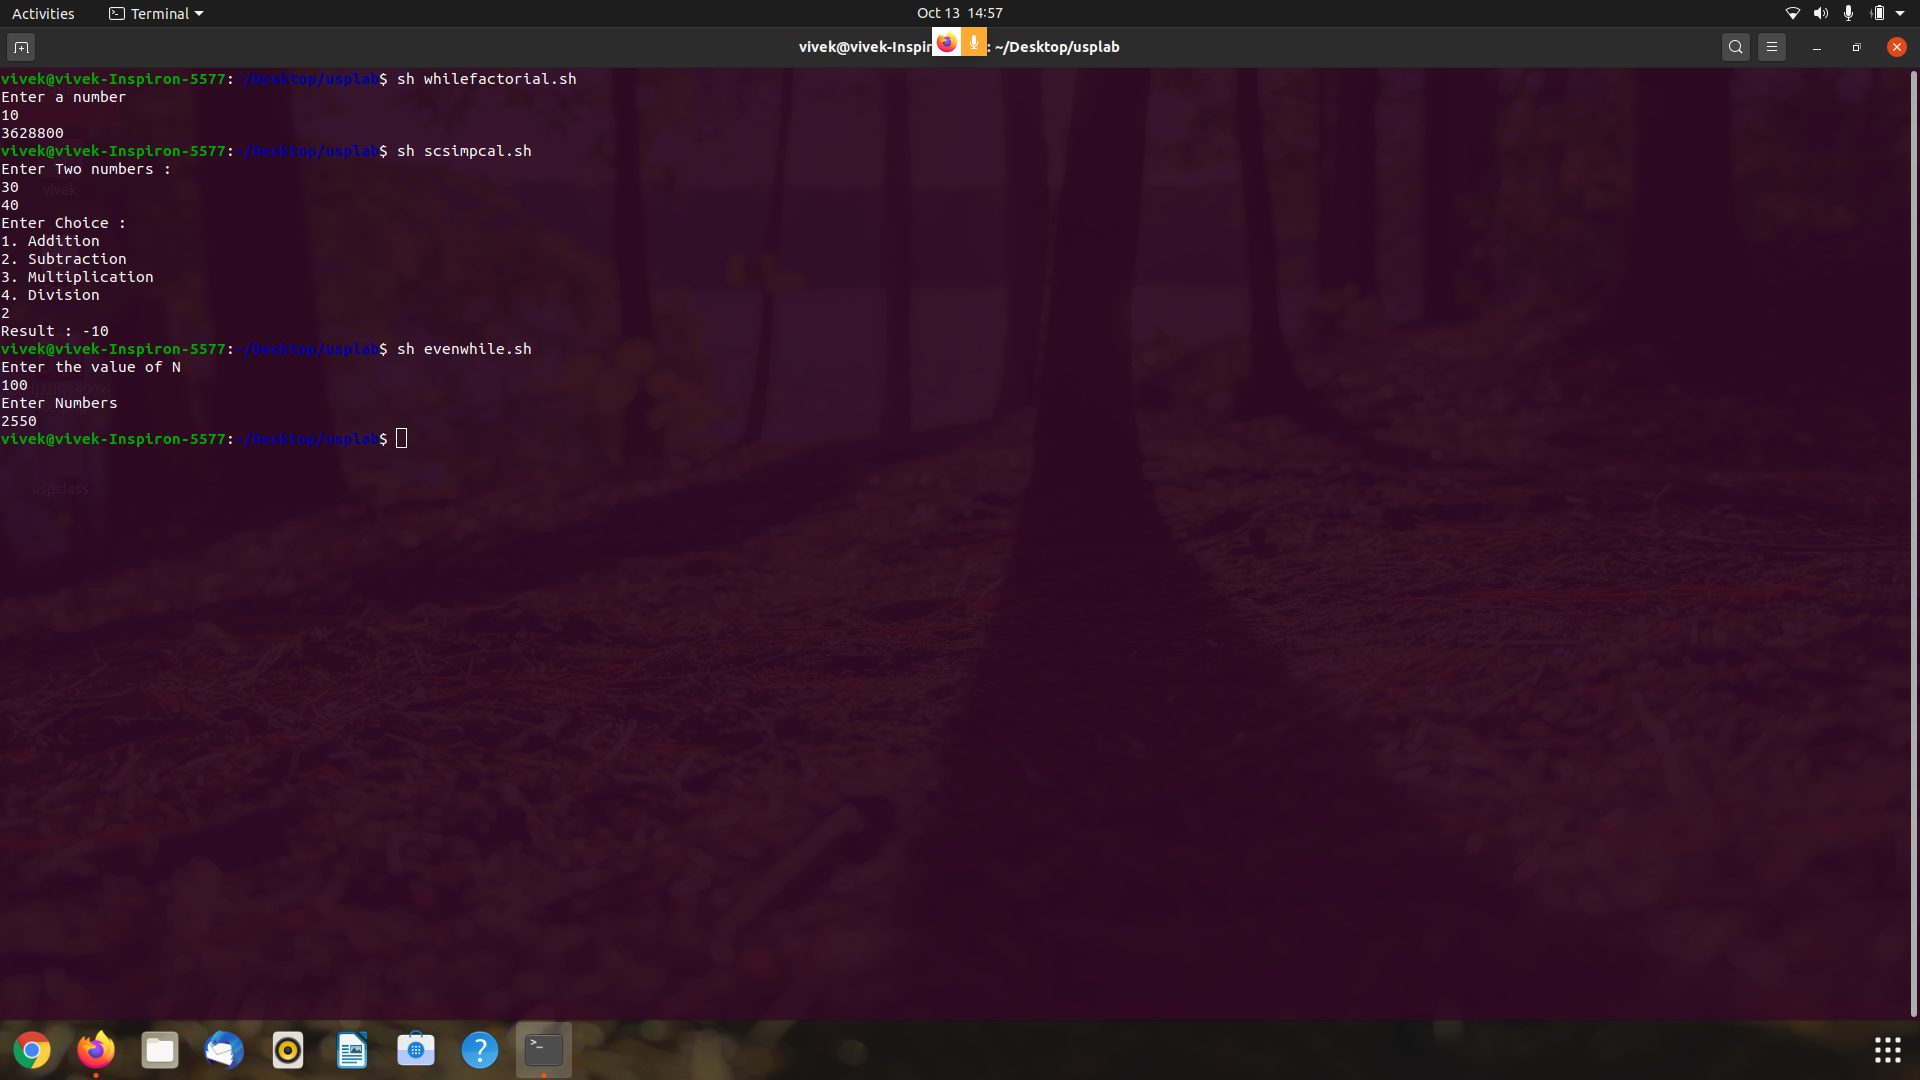 Activities Terminal Oct 13 14:57
vivek@vivek-Inspir : ~/Desktop/usplab
vivek@vivek-Inspiron-5577:~/Desktop/usplab$ sh whilefactorial.sh
Enter a number
10
3628800
vivek@vivek-Inspiron-5577:~/Desktop/usplab$ sh scsimpcal.sh
Enter Two numbers :
30
vivek
40
Enter Choice :
1. Addition
2. Subtraction
3. Multiplication
4. Division
2
Result : -10
vivek@vivek-Inspiron-5577:~/Desktop/usplab$ sh evenwhile.sh
Enter the value of N
100
Enter Numbers
2550
vivek@vivek-Inspiron-5577:~/Desktop/usplab$
uspclass